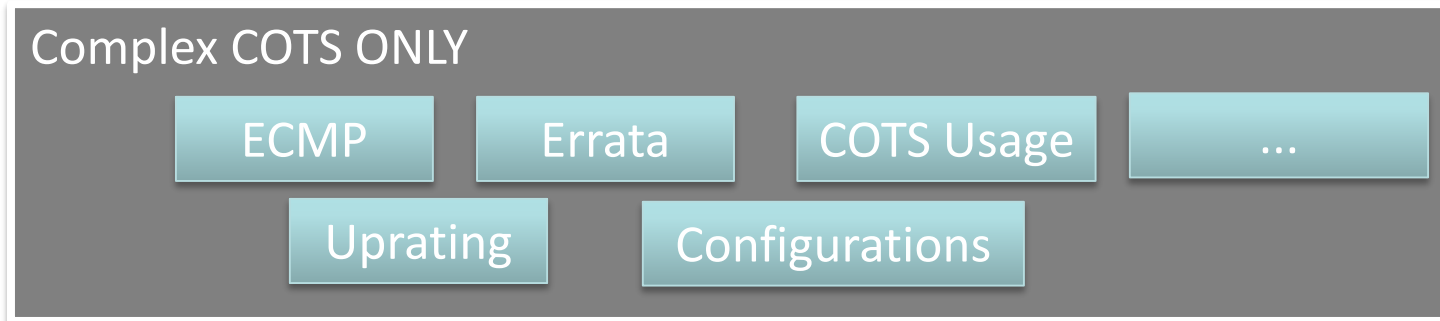 Complex COTS ONLY
ECMP
Errata
COTS Usage
...
Uprating
Configurations